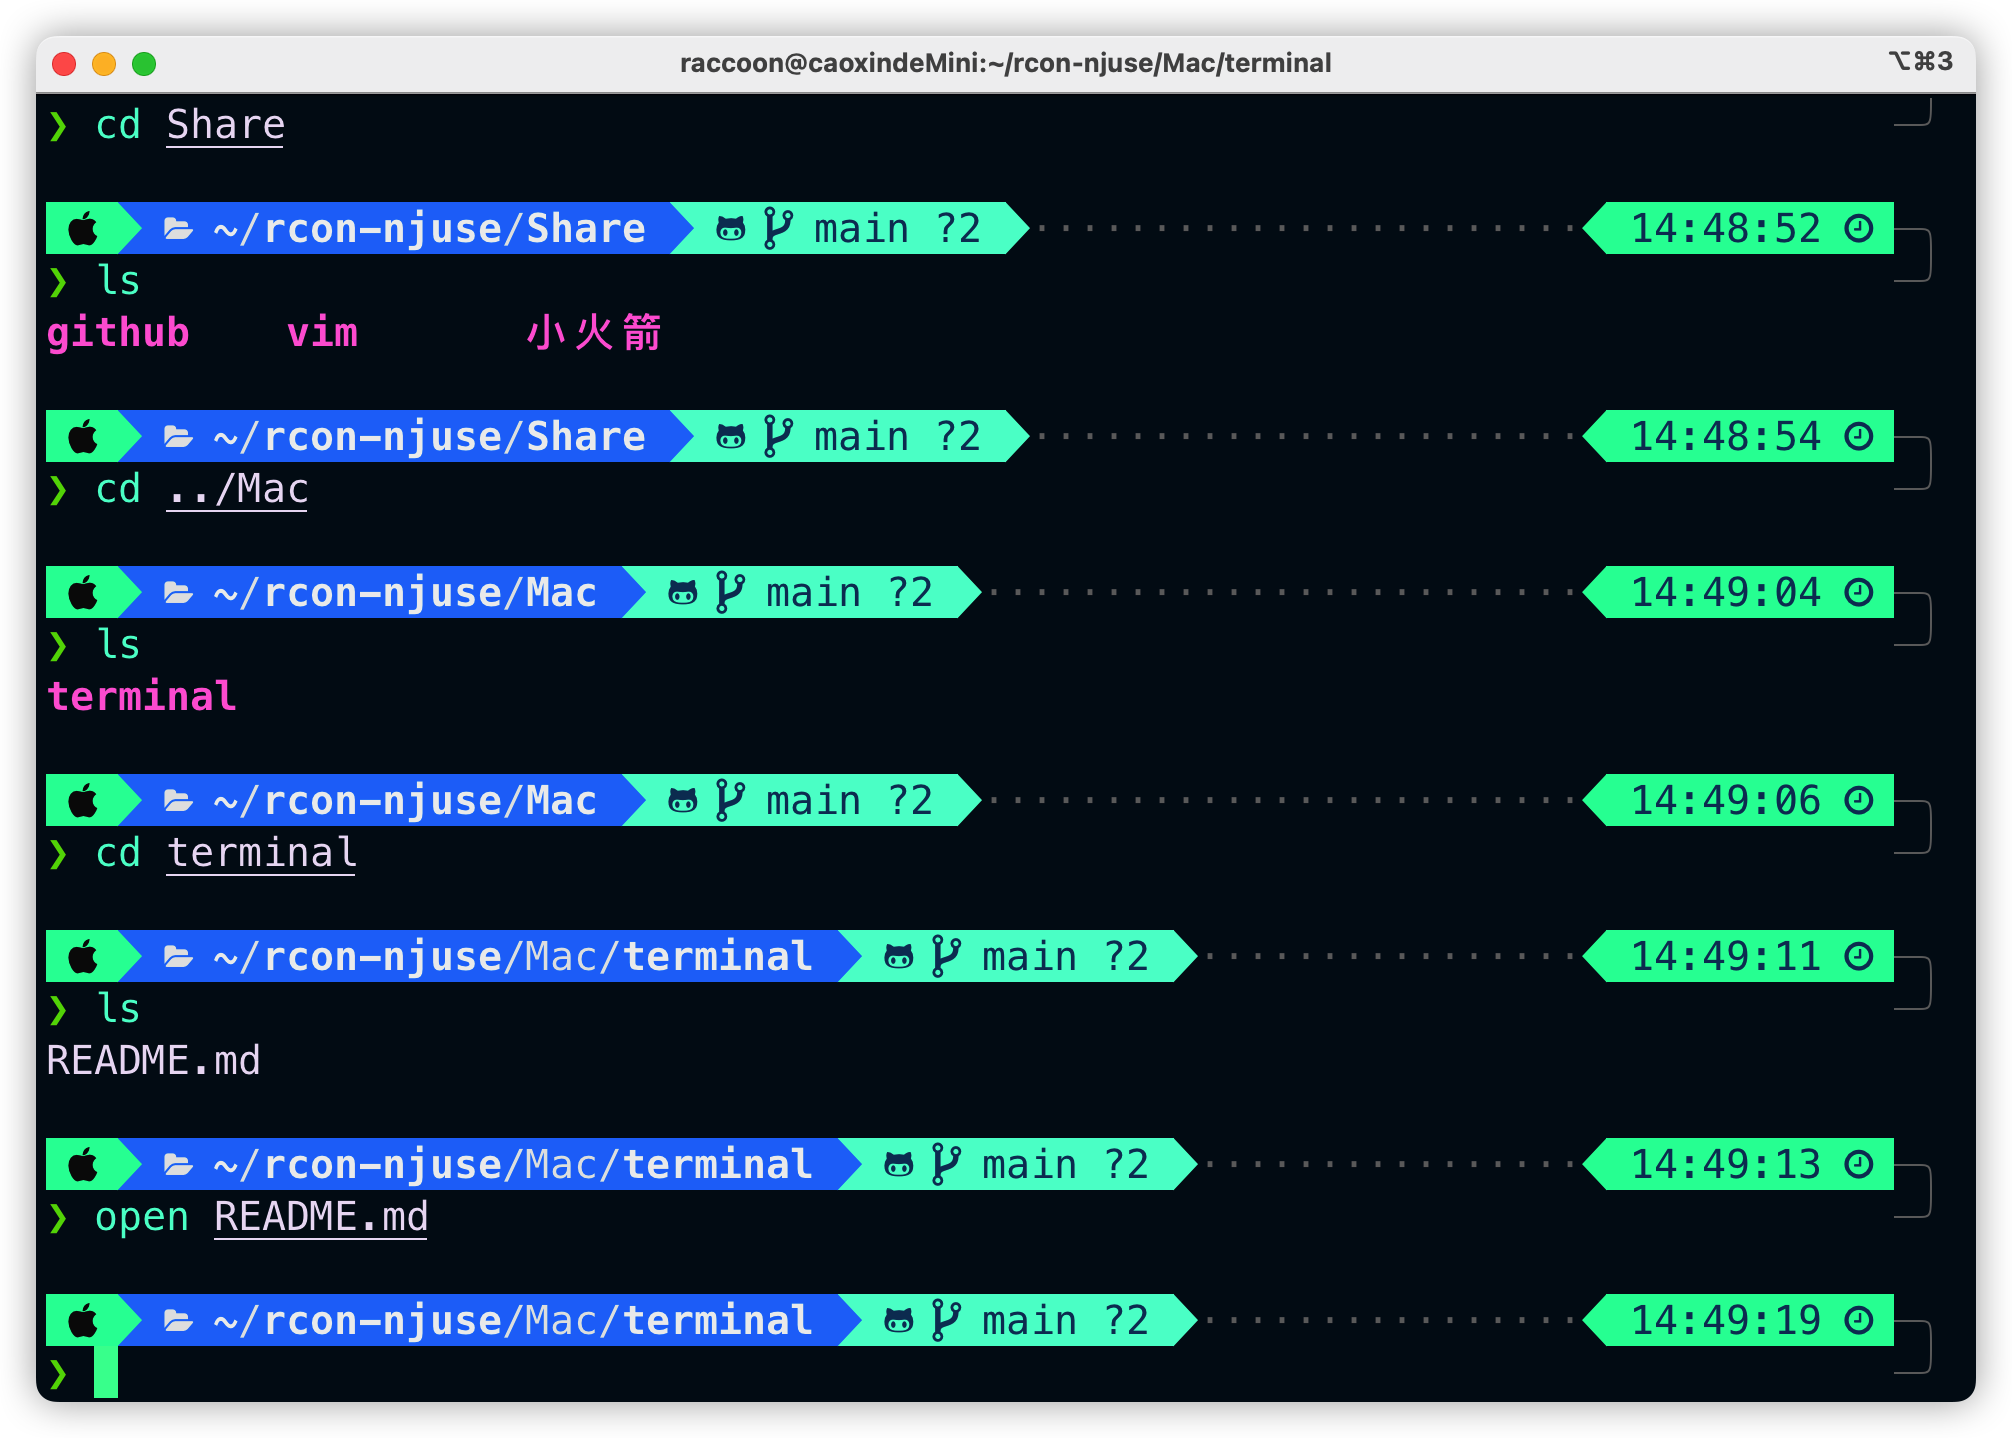 raccoon@caoxindeMini:~/rcon-njuse/Mac/terminal ⌥⌘3
❯ cd Share
~/rcon-njuse/Share main ?2 14:48:52
❯ ls
github vim 小火箭
~/rcon-njuse/Share main ?2 14:48:54
❯ cd ../Mac
~/rcon-njuse/Mac main ?2 14:49:04
❯ ls
terminal
~/rcon-njuse/Mac main ?2 14:49:06
❯ cd terminal
~/rcon-njuse/Mac/terminal main ?2 14:49:11
❯ ls
README.md
~/rcon-njuse/Mac/terminal main ?2 14:49:13
❯ open README.md
~/rcon-njuse/Mac/terminal main ?2 14:49:19
❯